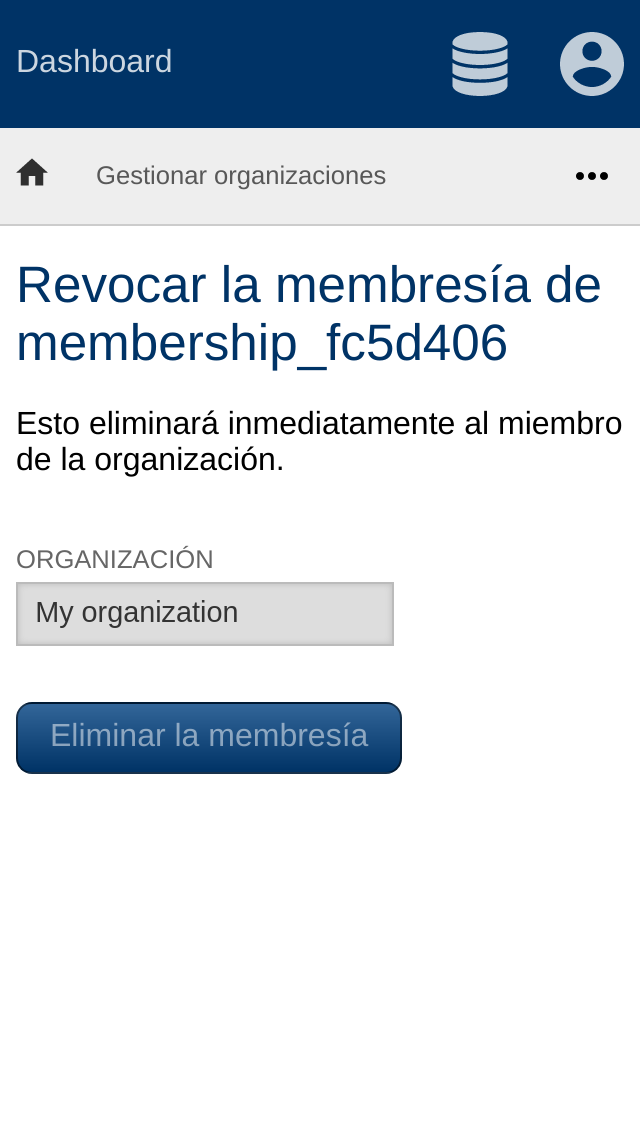 Dashboard
Gestionar organizaciones
Revocar la membresía de
membership_fc5d406
Esto eliminará inmediatamente al miembro
de la organización.
ORGANIZACIÓN
My organization
Eliminar la membresía